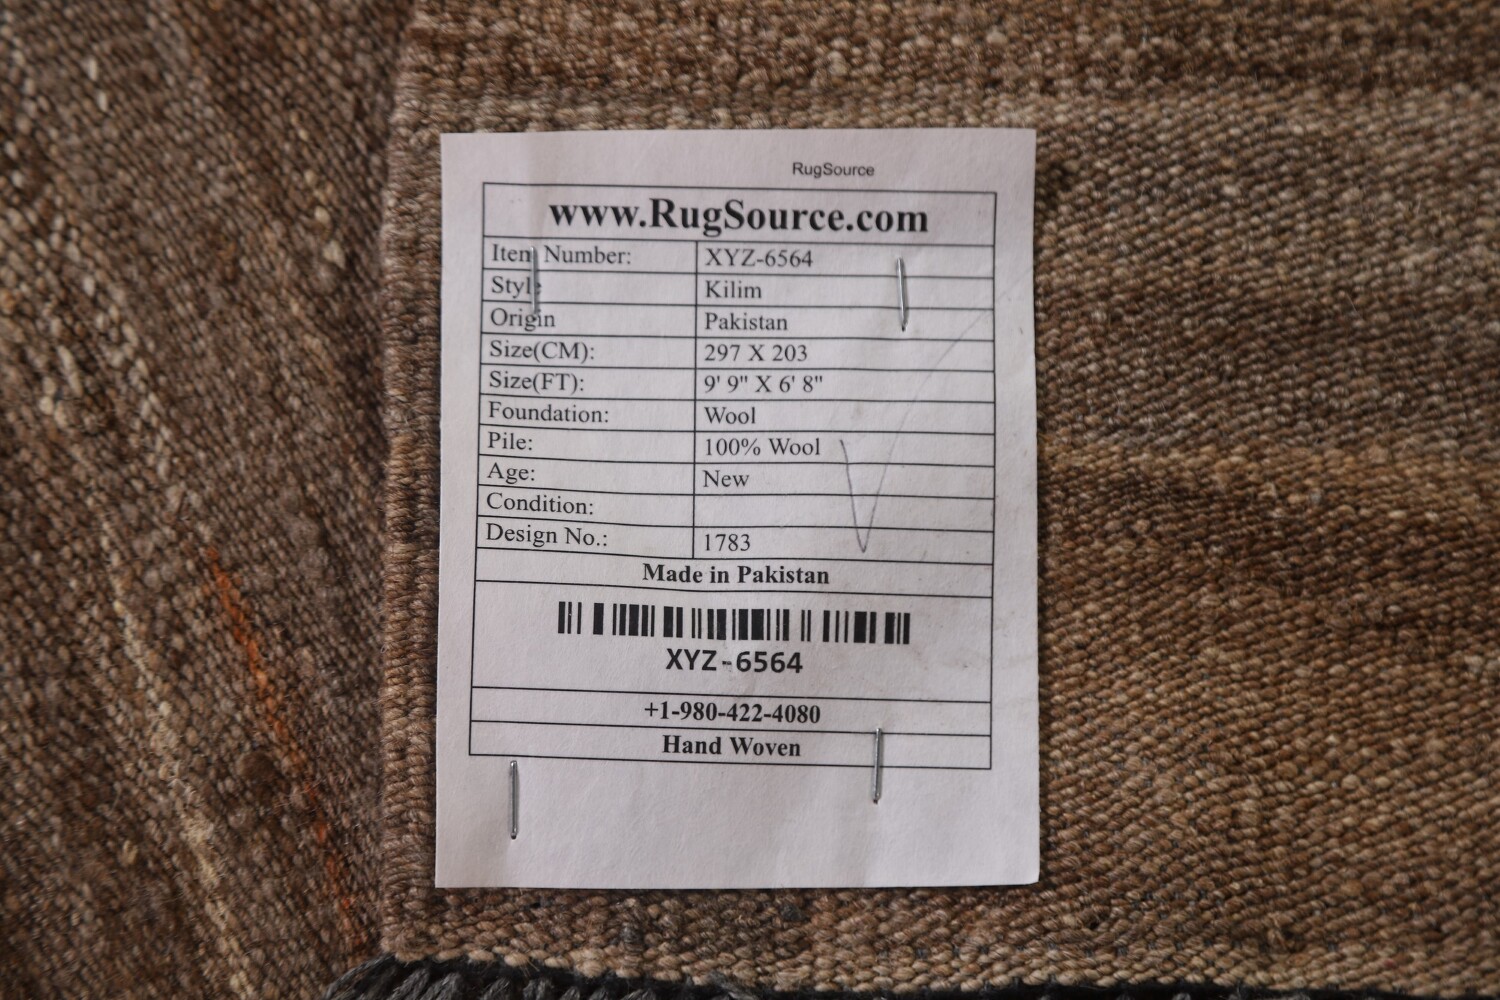 RugSource
www.RugSource.com
Item Number: XYZ-6564
Style Kilim
Origin Pakistan
Size(CM): 297 X 203
Size(FT): 9' 9" X 6' 8"
Foundation: Wool
Pile: 100% Wool
Age: New
Condition:
Design No.: 1783
Made in Pakistan
XYZ-6564
+1-980-422-4080
Hand Woven